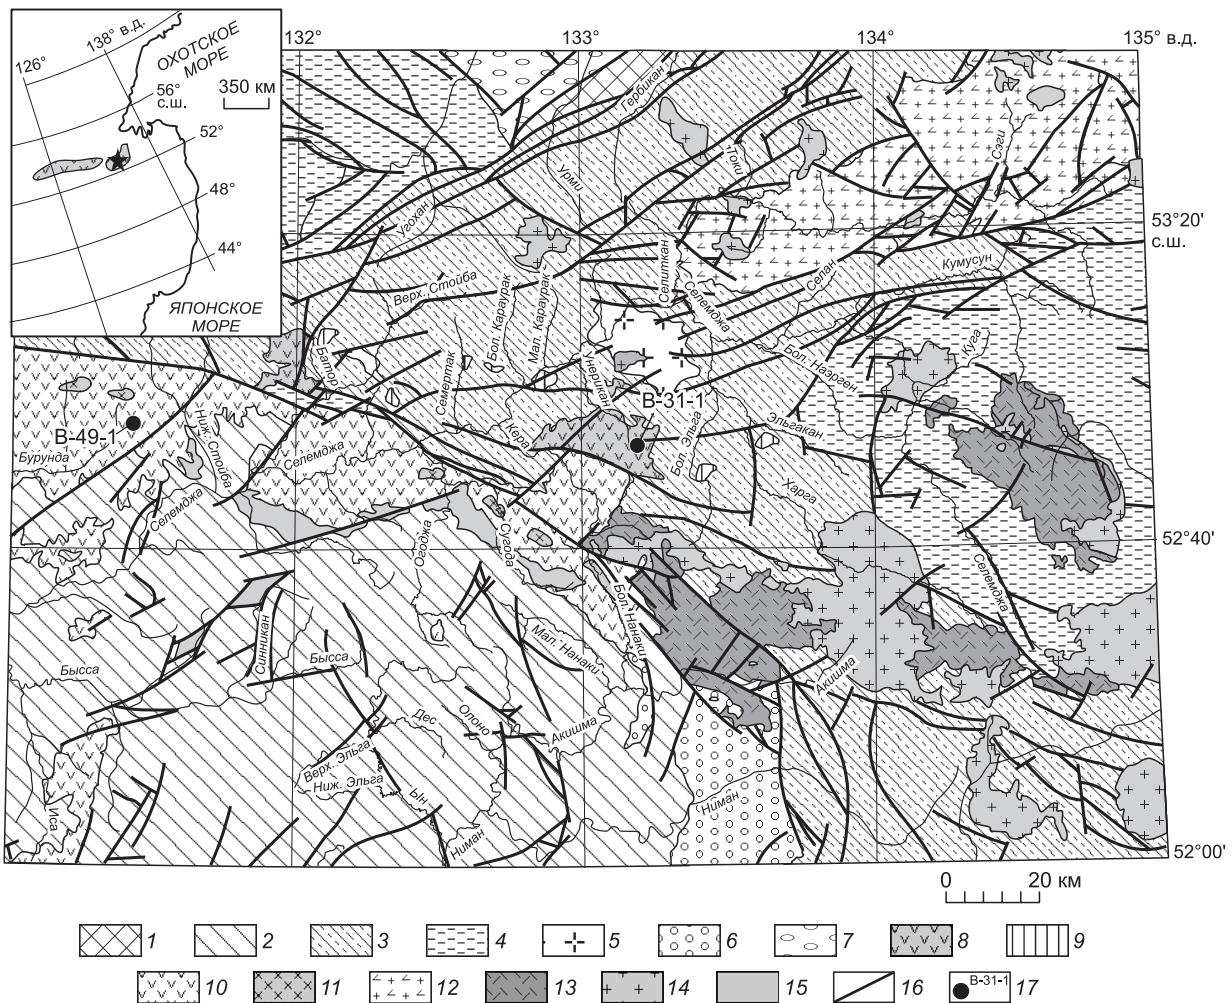 126°
138° в.д.
ОХОТСКОЕ
МОРЕ
56°
с.ш.
350 км
52°
48°
44°
ЯПОНСКОЕ
МОРЕ
132°
133°
134°
135° в.д.
Гербикан
Урми
Токи
Сэги
Угохан
53°20'
с.ш.
Верх. Стойба
Бол. Караурак
Мал. Караурак
Селиткан
Селемджа
Селан
Кумусун
Батор
Семертак
Унерикан
Бол. Наэрген
Куга
В-31-1
В-49-1
Бурунда
Ниж. Стойба
Селемджа
Кера
Бол. Эльга
Эльгакан
Харга
Селемджа
Огоджа
Сугода
52°40'
Селемджа
Синникан
Бысса
Бысса
Мал. Нанаки
Бол. Нанаки
Акишма
Дес
Олоно
Акишма
Верх. Эльга
Ниж. Эльга
Ын
Иса
Ниман
Ниман
52°00'
0 20 км
1 2 3 4 5 6 7 8 9
10 11 12 13 14 15 16 В-31-1 17